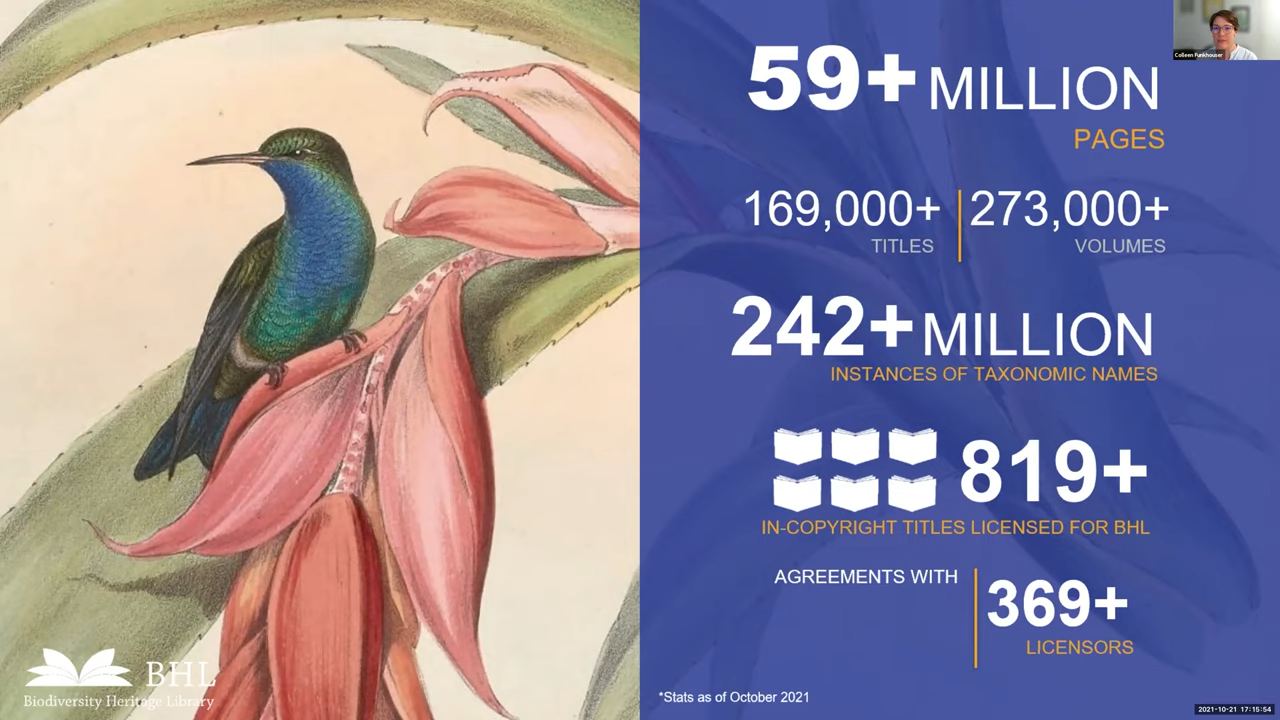 Colleen Funkhouser
59+ MILLION
PAGES
169,000+
TITLES
273,000+
VOLUMES
242+ MILLION
INSTANCES OF TAXONOMIC NAMES
819+
IN-COPYRIGHT TITLES LICENSED FOR BHL
AGREEMENTS WITH
369+
LICENSORS
BHL
Biodiversity Heritage Library
*Stats as of October 2021
2021-10-21 17:15:54